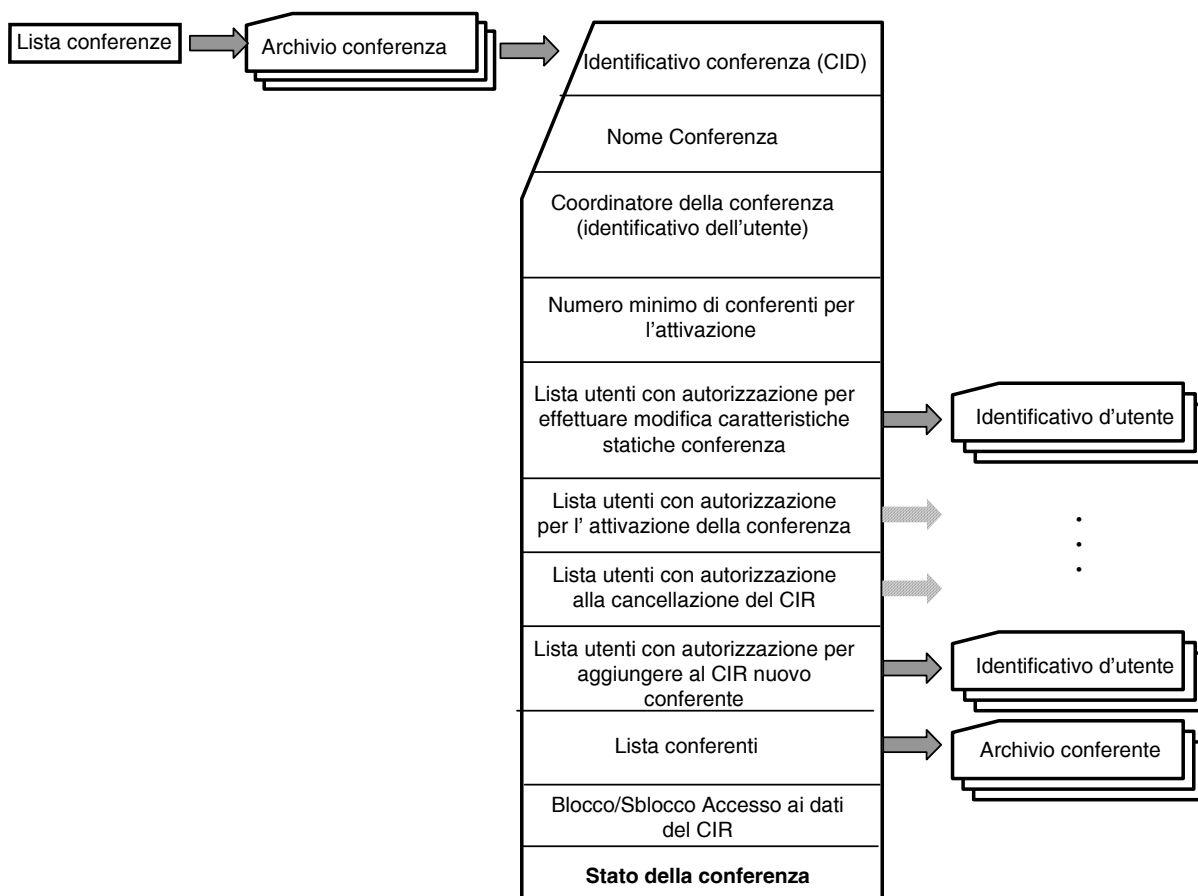 Lista conferenze
Archivio conferenza
Identificativo conferenza (CID)
Nome Conferenza
Coordinatore della conferenza
(identificativo dell'utente)
Numero minimo di conferenti per
l'attivazione
Lista utenti con autorizzazione per
effettuare modifica caratteristiche
statiche conferenza
Identificativo d'utente
Lista utenti con autorizzazione
per l' attivazione della conferenza
Lista utenti con autorizzazione
alla cancellazione del CIR
Lista utenti con autorizzazione per
aggiungere al CIR nuovo
conferente
Identificativo d'utente
Lista conferenti
Archivio conferente
Blocco/Sblocco Accesso ai dati
del CIR
Stato della conferenza